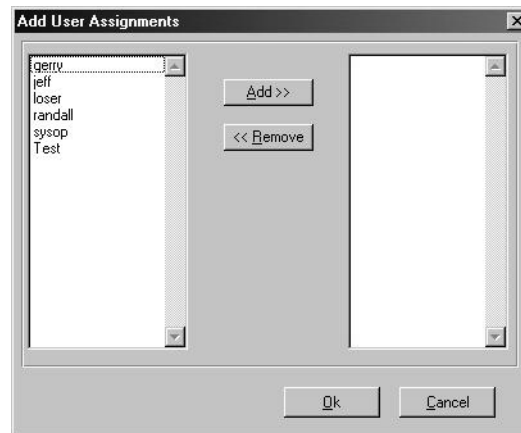 Add User Assignments
gerry
jeff
loser
randall
sysop
Test
Add >>
<< Remove
Ok
Cancel